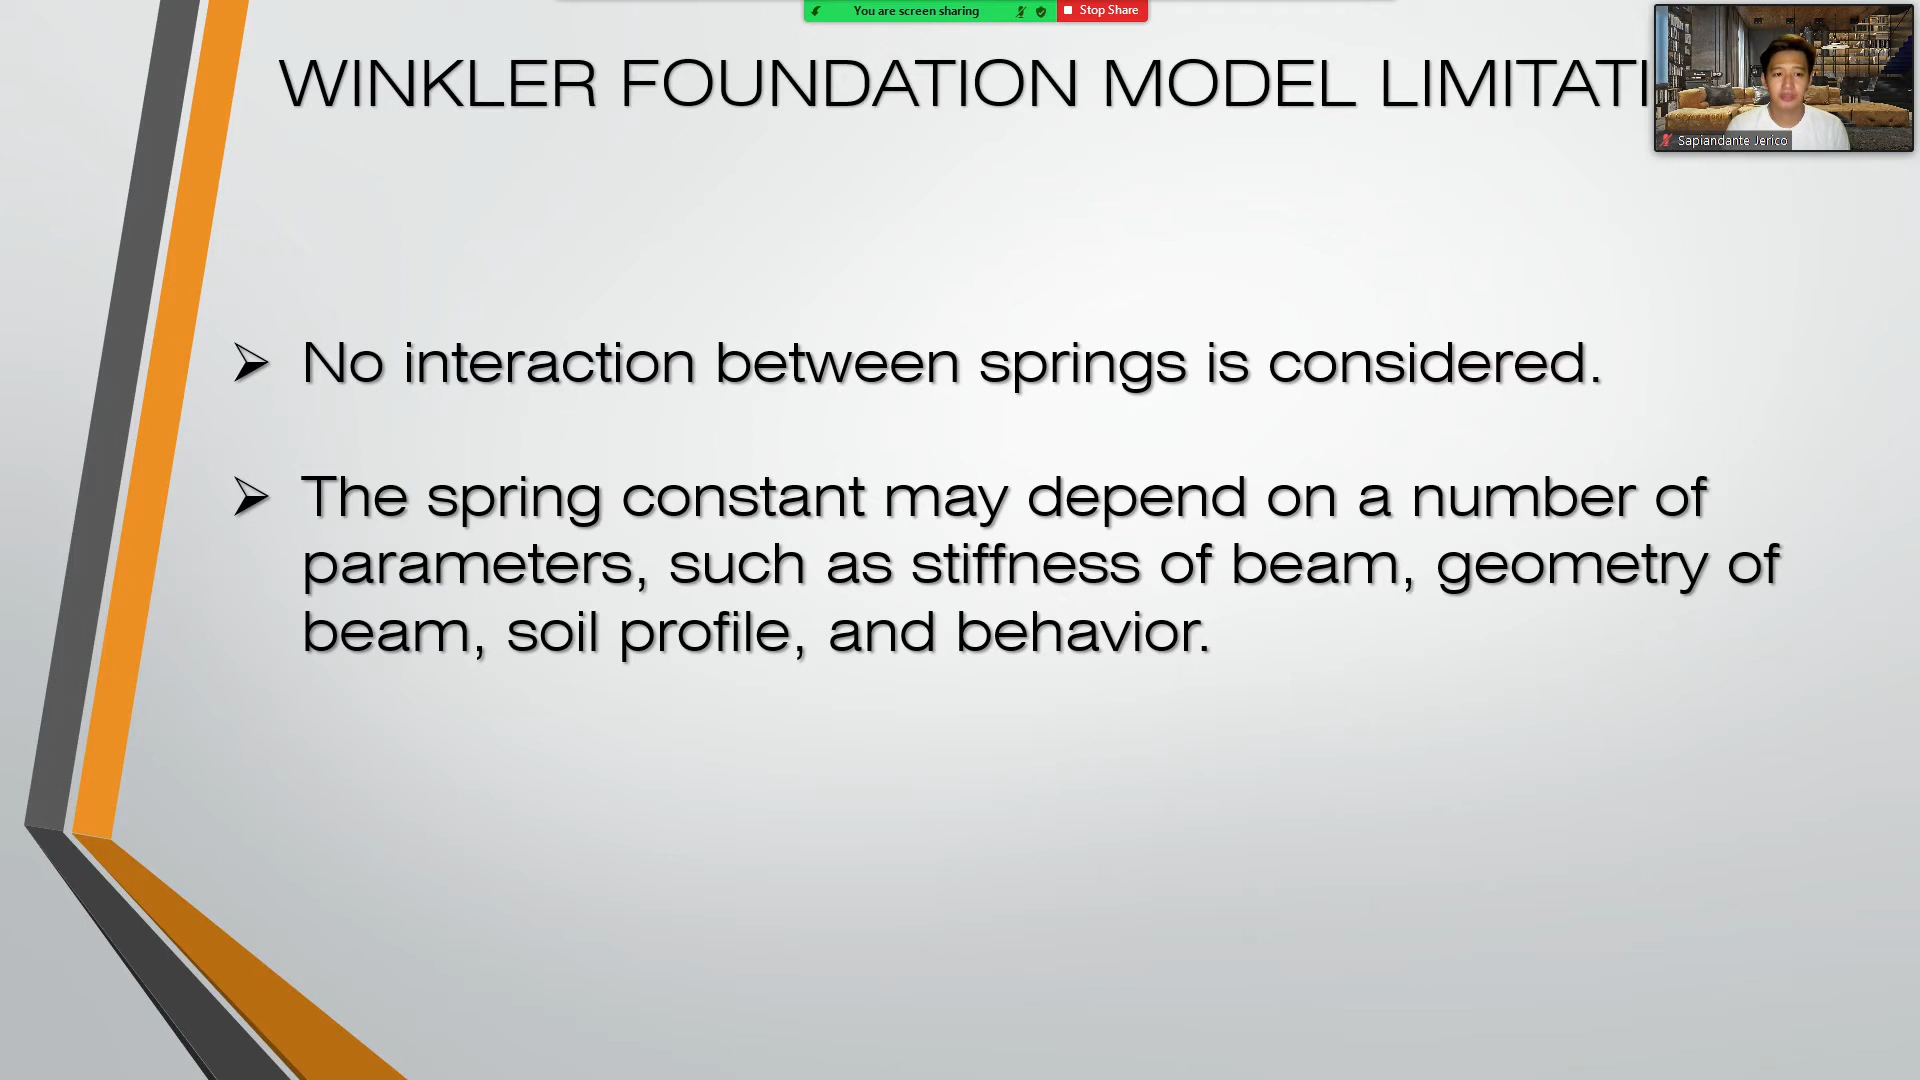 You are screen sharing
Stop Share
WINKLER FOUNDATION MODEL LIMITATI
Sapiandante Jerico
No interaction between springs is considered.
The spring constant may depend on a number of
parameters, such as stiffness of beam, geometry of
beam, soil profile, and behavior.